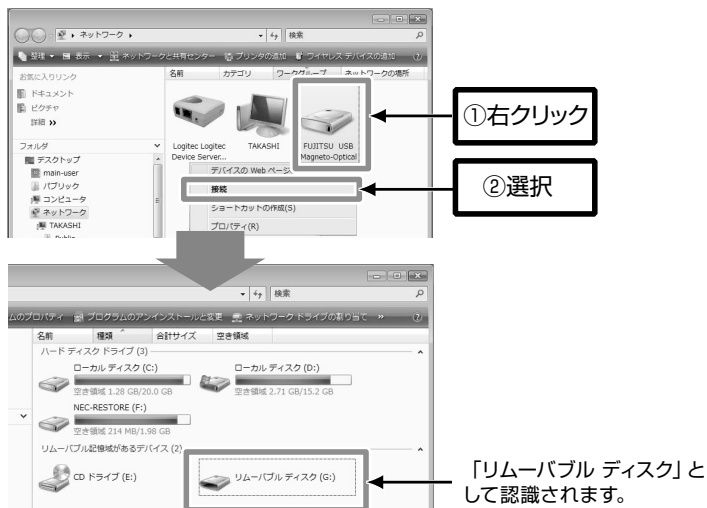 ネットワーク
検索
整理 表示 ネットワークと共有センター プリンタの追加 ワイヤレス デバイスの追加
お気に入りリンク
ドキュメント
ピクチャ
詳細 »
フォルダ
デスクトップ
main-user
パブリック
コンピュータ
ネットワーク
TAKASHI
Public
名前 カテゴリ ワークグループ ネットワークの場所
Logitec Logitec
Device Server...
TAKASHI
FUJITSU USB
Magneto-Optical
デバイスの Web ページ
接続
ショートカットの作成(S)
プロパティ(R)
①右クリック
②選択
検索
ムのプロパティ プログラムのアンインストールと変更 ネットワーク ドライブの割り当て »
名前 種類 合計サイズ 空き領域
ハード ディスク ドライブ (3)
ローカル ディスク (C:)
空き領域 1.28 GB/20.0 GB
ローカル ディスク (D:)
空き領域 2.71 GB/15.2 GB
NEC-RESTORE (F:)
空き領域 214 MB/1.98 GB
リムーバブル記憶域があるデバイス (2)
CD ドライブ (E:)
リムーバブル ディスク (G:)
「リムーバブル ディスク」と
して認識されます。